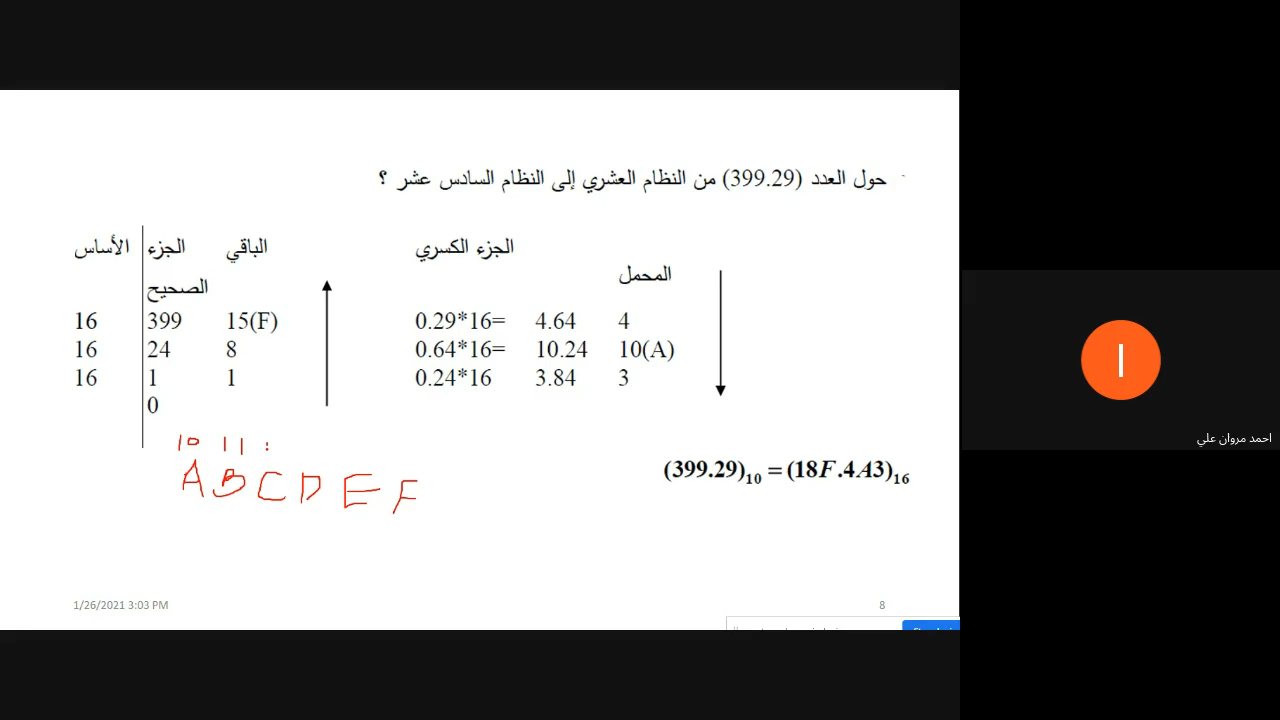 حول العدد (399.29) من النظام العشري إلى النظام السادس عشر ؟
الأساس الجزء الباقي
الصحيح
16 399 15(F)
16 24 8
16 1 1
0
الجزء الكسري
المحمل
0.29*16= 4.64 4
0.64*16= 10.24 10(A)
0.24*16 3.84 3
10 11 :
A B C D E F
(399.29)₁₀ = (18F.4A3)₁₆
1/26/2021 3:03 PM
8
I
احمد مروان علي